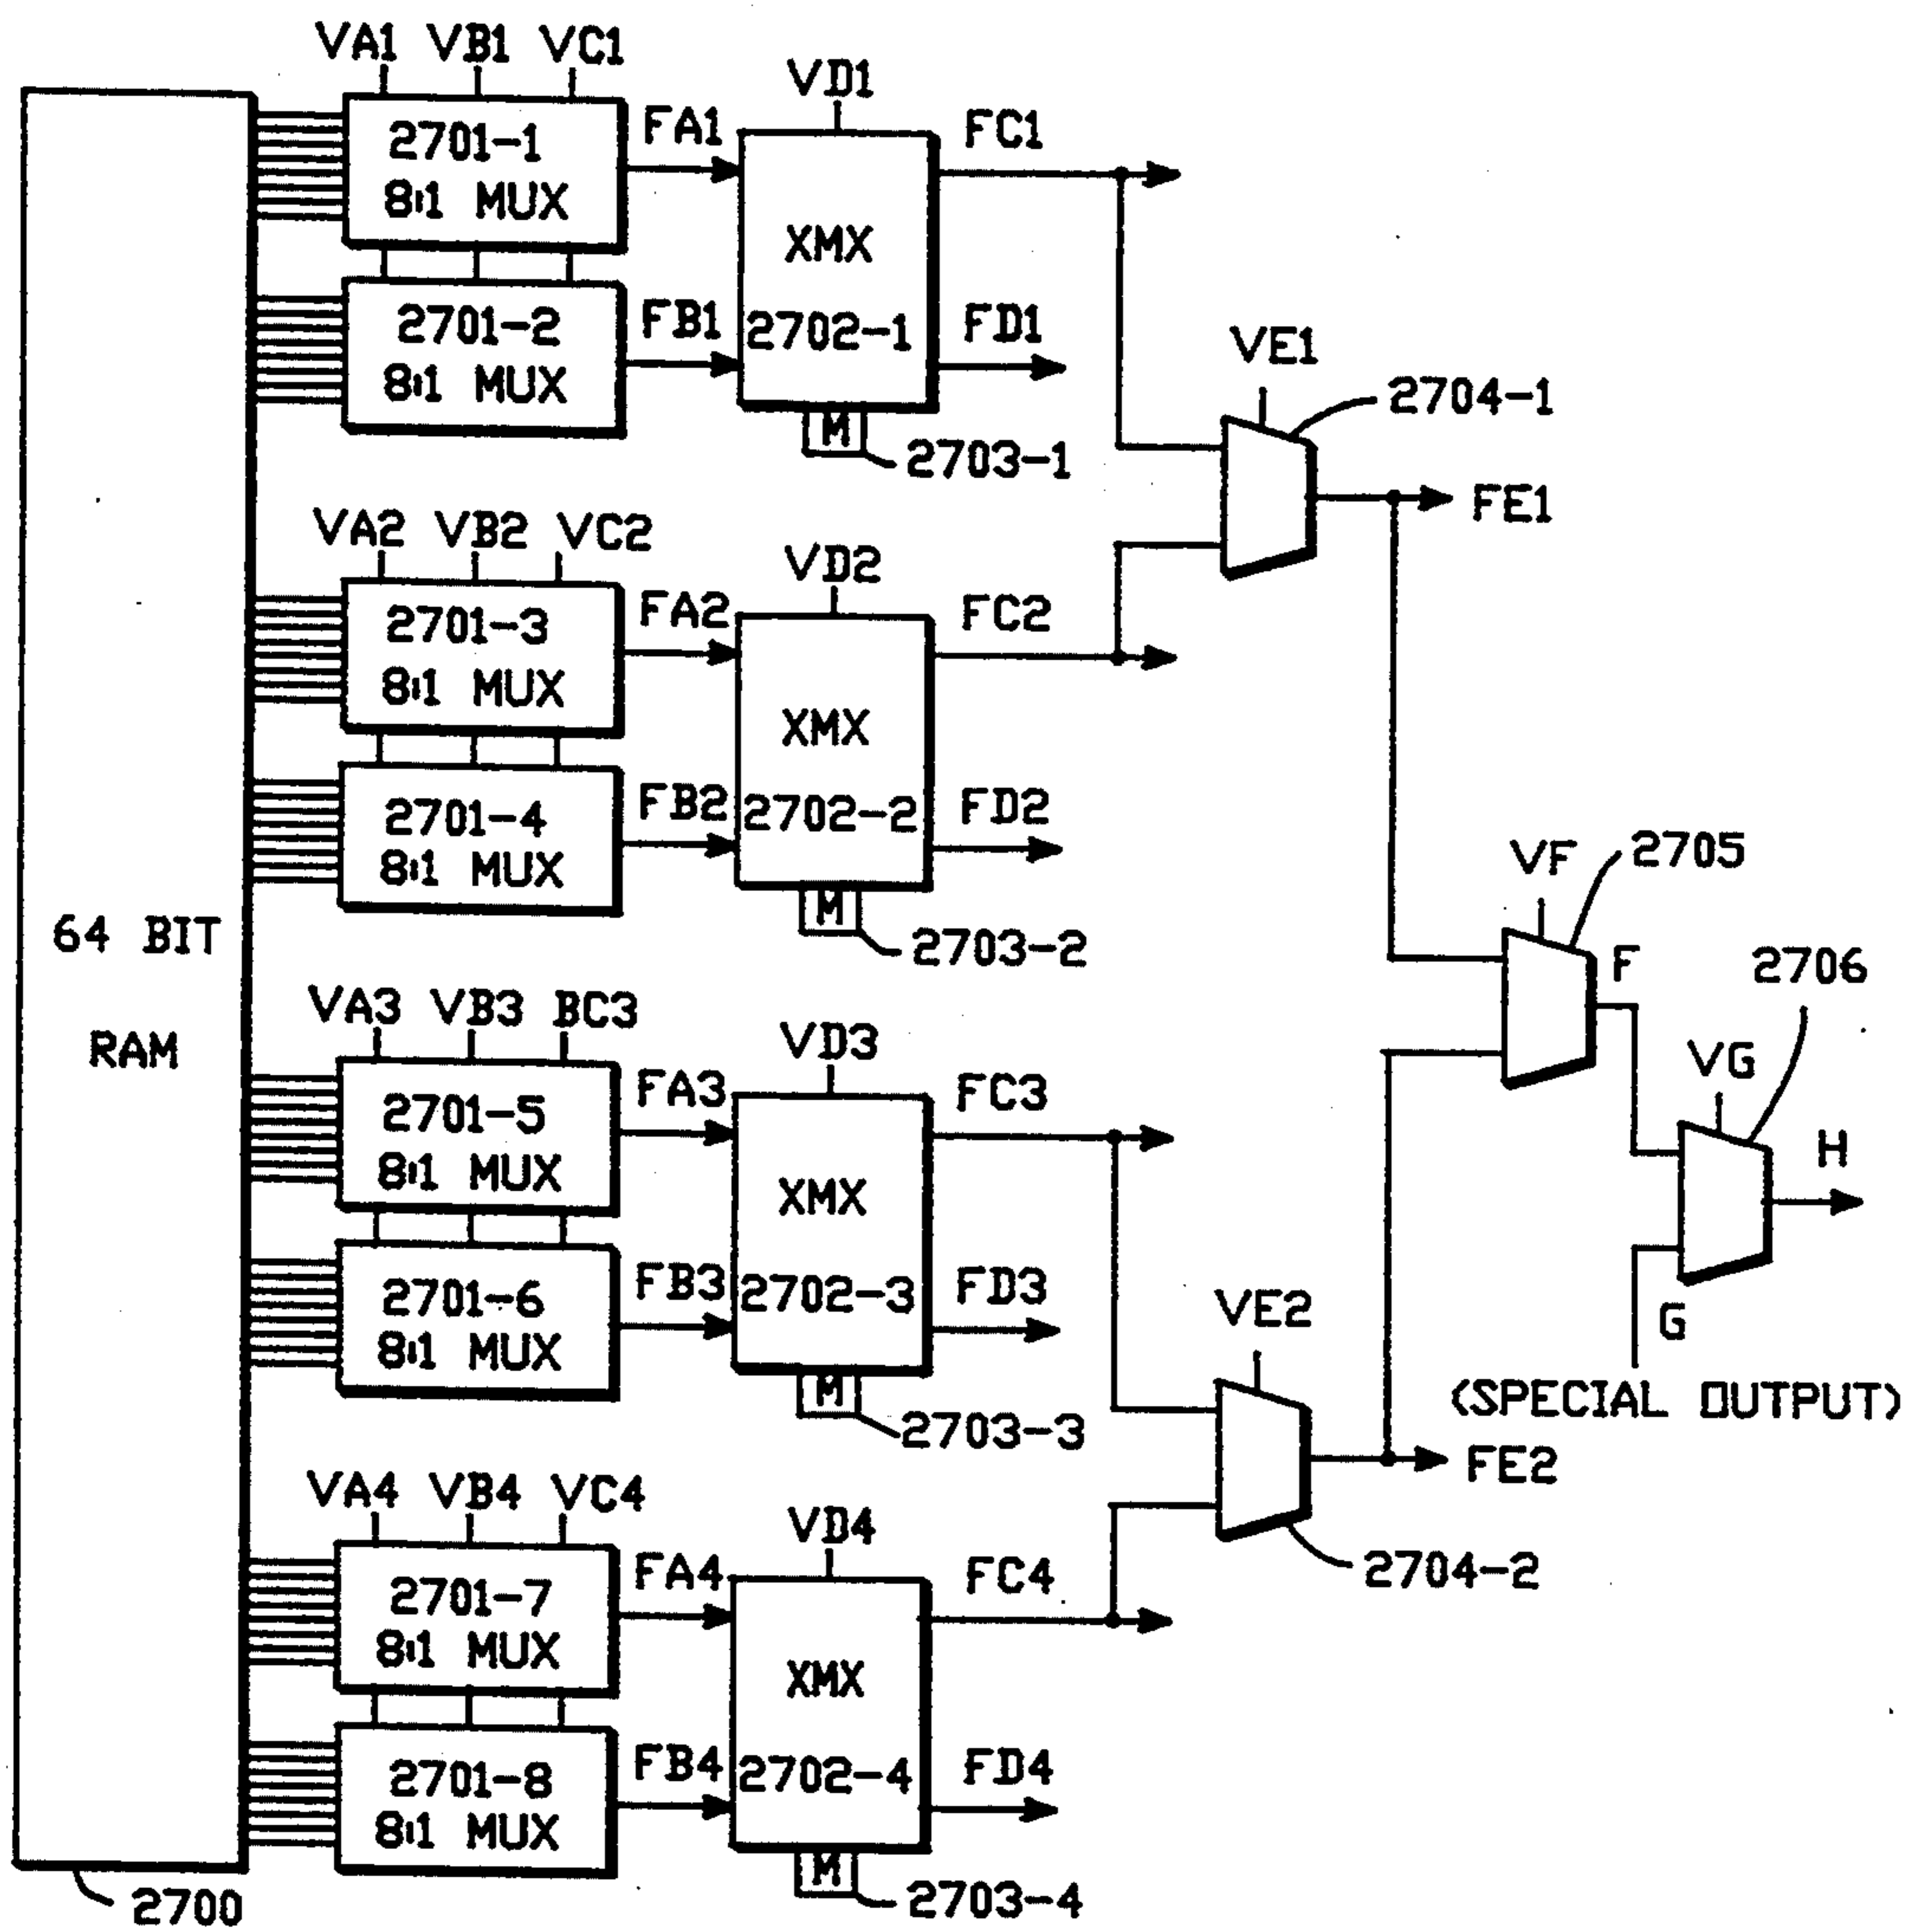 VA1 VB1 VC1
2701-1
8:1 MUX
FA1
VD1
FC1
2701-2
8:1 MUX
FB1
XMX
2702-1
FD1
M
2703-1
VE1
2704-1
FE1
VA2 VB2 VC2
2701-3
8:1 MUX
FA2
VD2
FC2
2701-4
8:1 MUX
FB2
XMX
2702-2
FD2
M
2703-2
64 BIT
RAM
VF
2705
F
2706
VG
H
G
(SPECIAL OUTPUT)
VA3 VB3 BC3
2701-5
8:1 MUX
FA3
VD3
FC3
2701-6
8:1 MUX
FB3
XMX
2702-3
FD3
M
2703-3
VE2
FE2
2704-2
VA4 VB4 VC4
2701-7
8:1 MUX
FA4
VD4
FC4
2701-8
8:1 MUX
FB4
XMX
2702-4
FD4
M
2703-4
2700